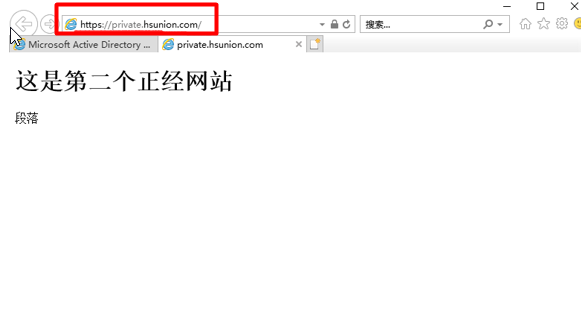 https://private.hsunion.com/
搜索...
Microsoft Active Directory ...
private.hsunion.com
这是第二个正经网站
段落